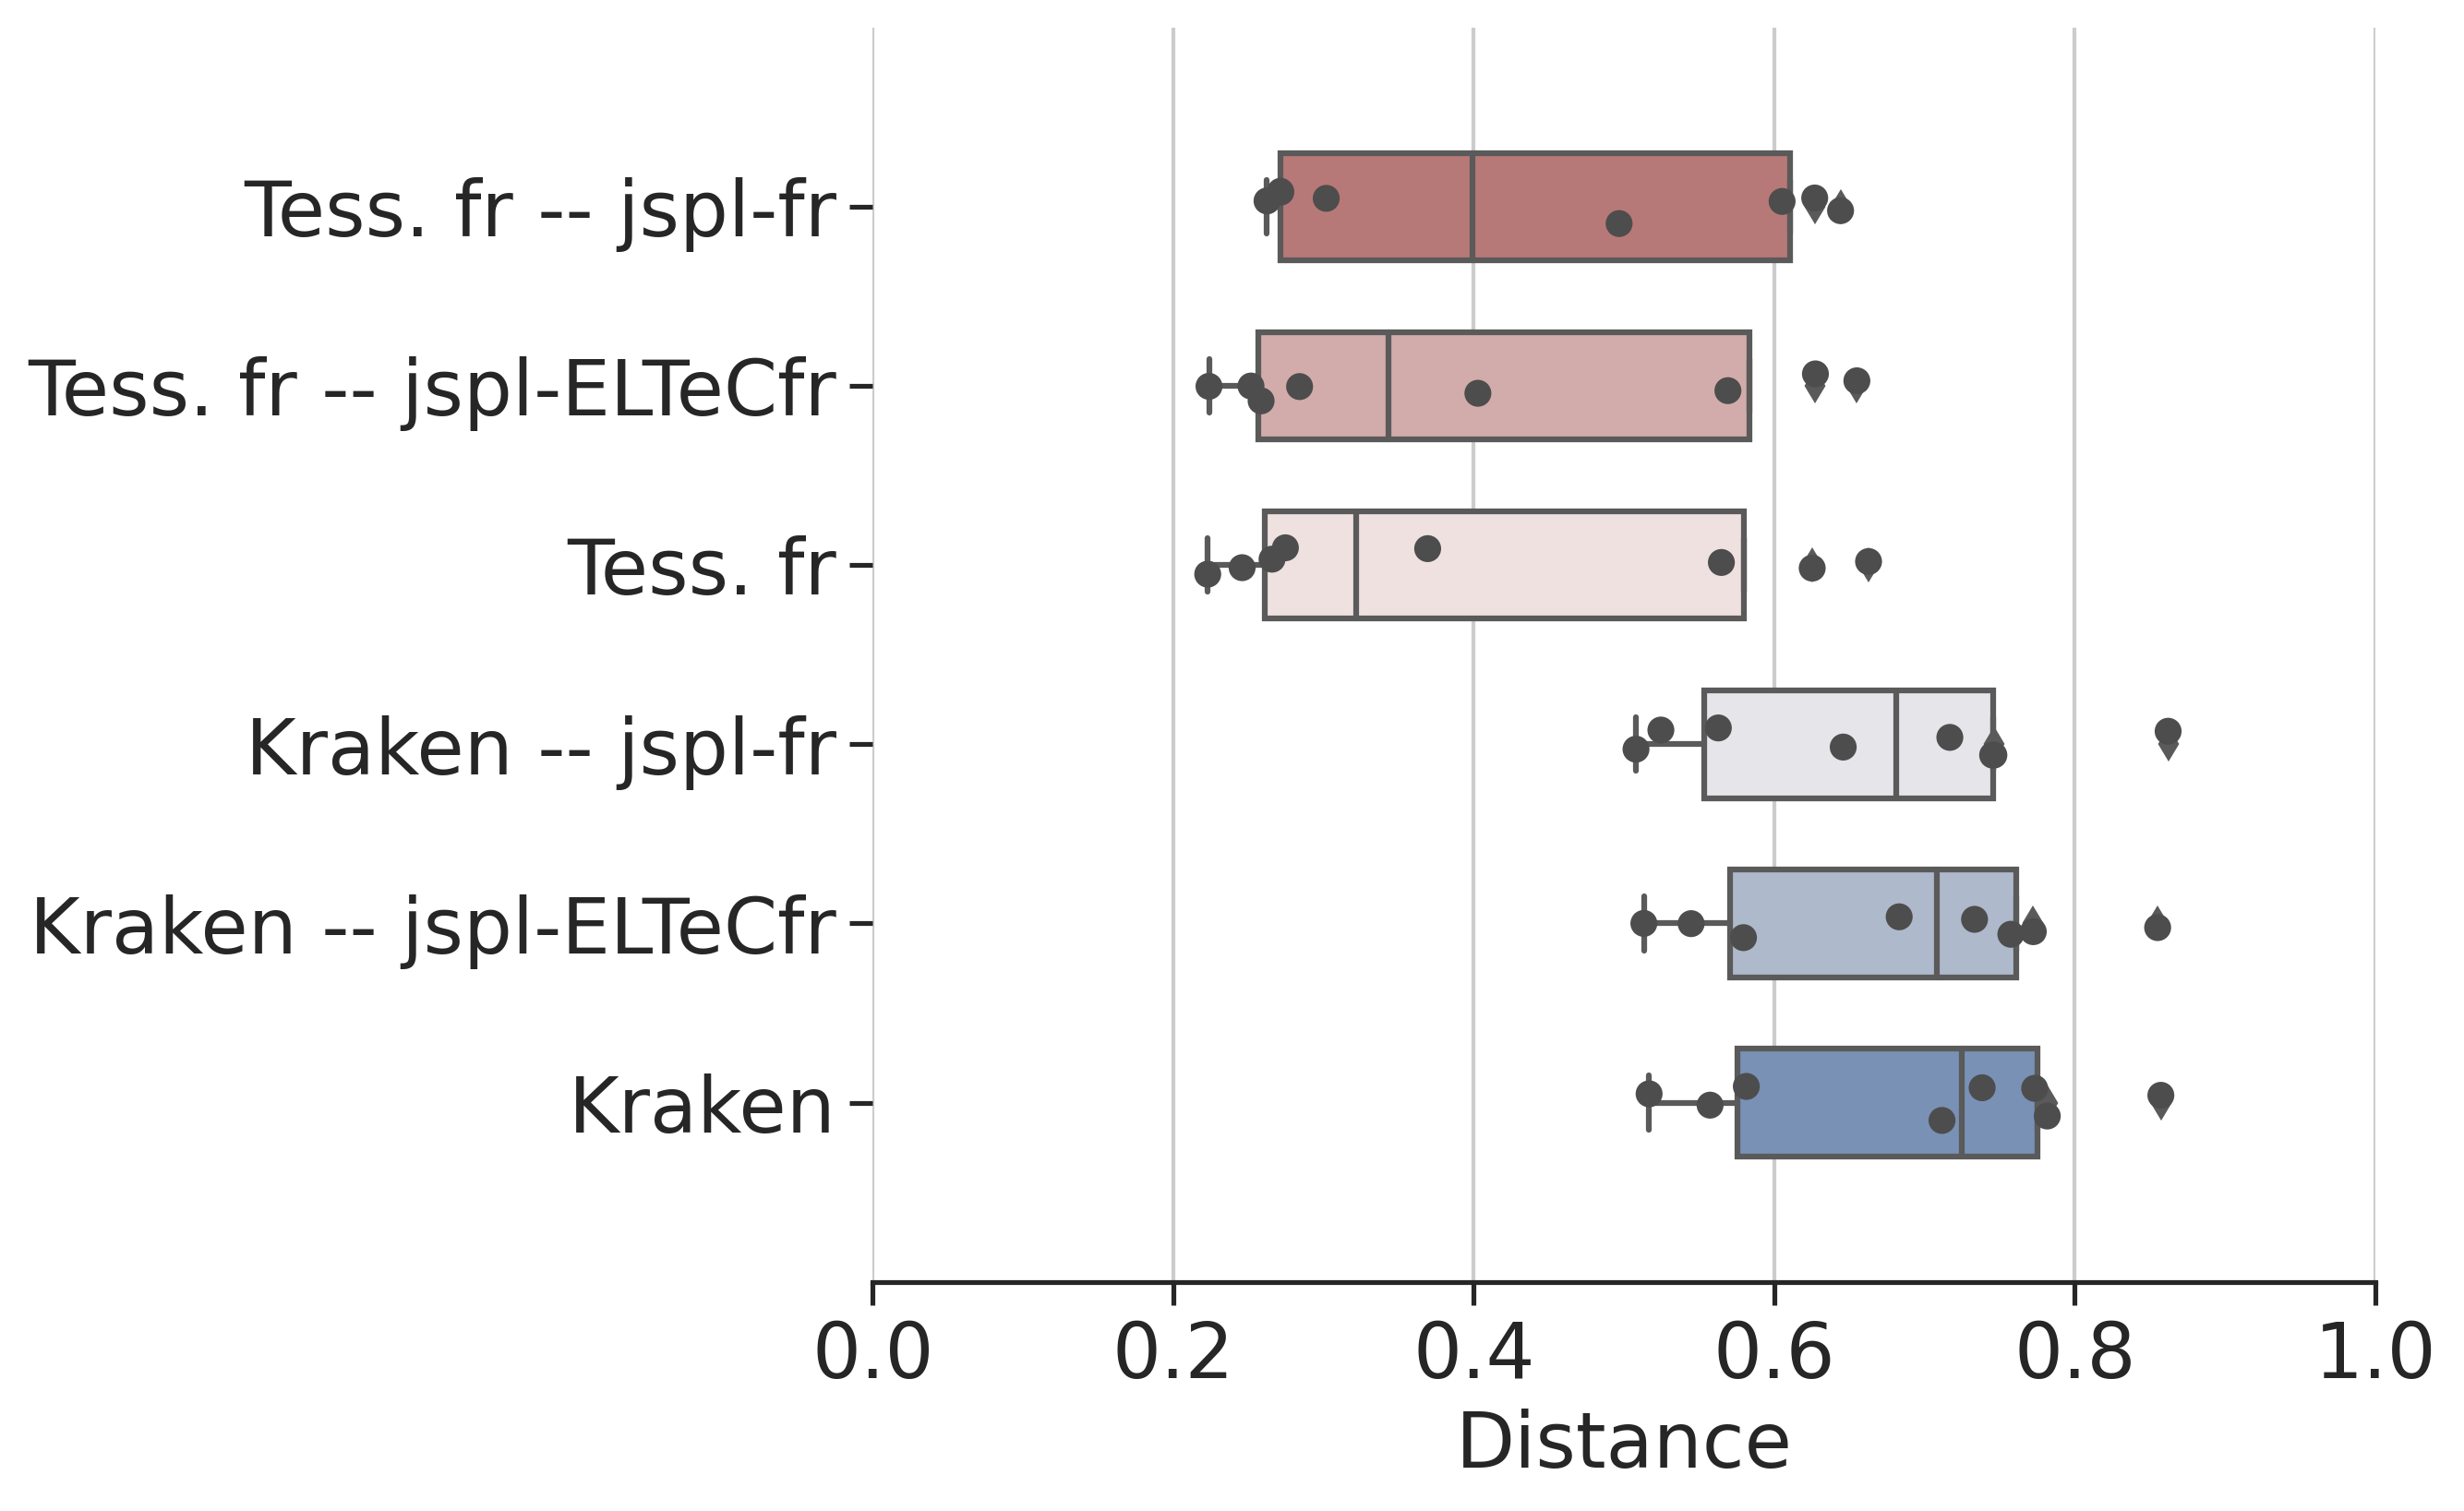 Tess. fr -- jspl-fr
Tess. fr -- jspl-ELTeCfr
Tess. fr
Kraken -- jspl-fr
Kraken -- jspl-ELTeCfr
Kraken
0.0 0.2 0.4 0.6 0.8 1.0
Distance